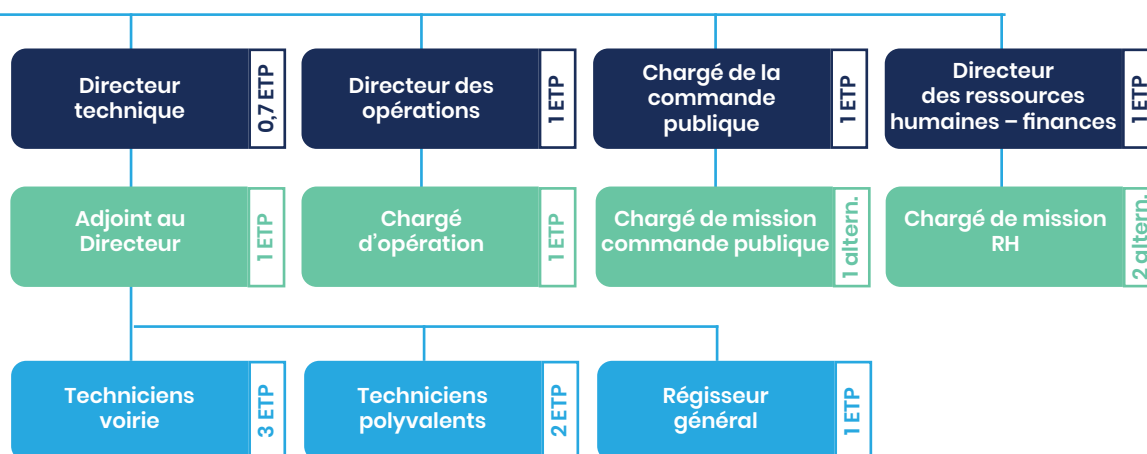 Directeur
technique
0,7 ETP
Directeur des
opérations
1 ETP
Chargé de la
commande
publique
1 ETP
Directeur
des ressources
humaines – finances
1 ETP
Adjoint au
Directeur
1 ETP
Chargé
d’opération
1 ETP
Chargé de mission
commande publique
1 altern.
Chargé de mission
RH
2 altern.
Techniciens
voirie
3 ETP
Techniciens
polyvalents
2 ETP
Régisseur
général
1 ETP